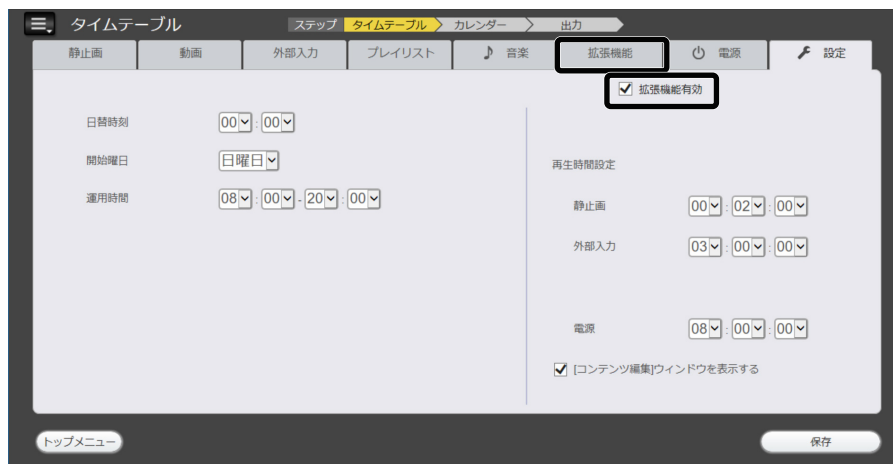 タイムテーブル
ステップ タイムテーブル カレンダー 出力
静止画 動画 外部入力 プレイリスト 音楽 拡張機能 電源 設定
拡張機能有効
日替時刻 00 : 00
開始曜日 日曜日
運用時間 08 : 00 - 20 : 00
再生時間設定
静止画 00 : 02 : 00
外部入力 03 : 00 : 00
電源 08 : 00 : 00
[コンテンツ編集]ウィンドウを表示する
トップメニュー 保存